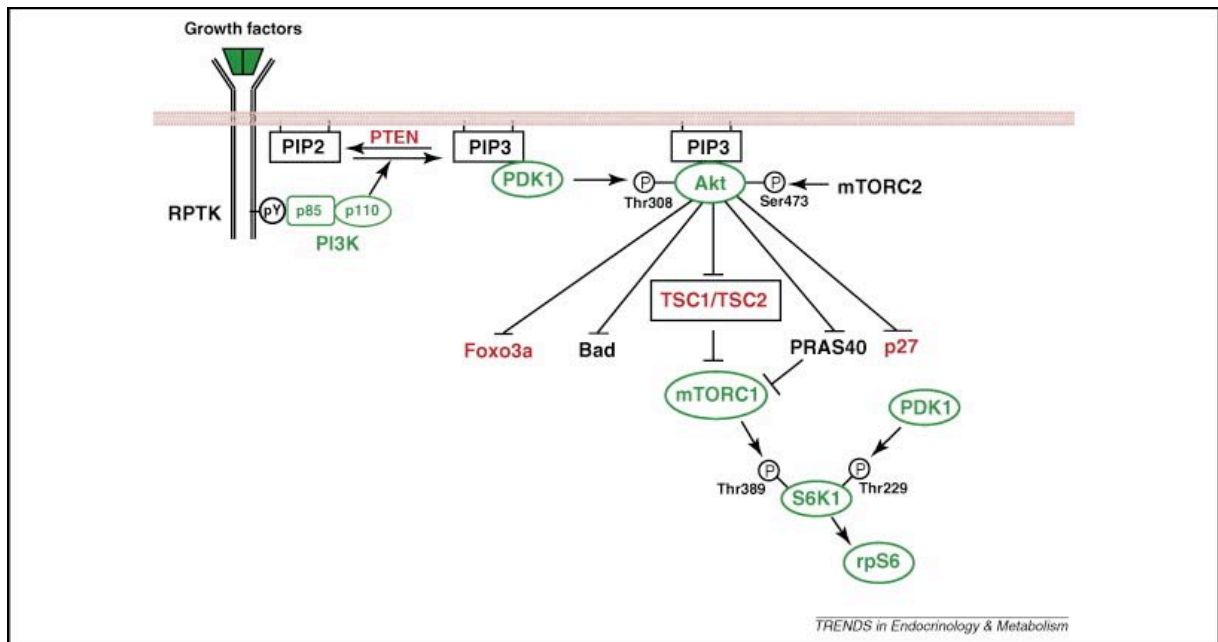 Growth factors
PIP2
PTEN
PIP3
PDK1
PIP3
Akt
P
Thr308
P
Ser473
mTORC2
RPTK
pY
p85
p110
PI3K
TSC1/TSC2
Foxo3a
Bad
PRAS40
p27
mTORC1
PDK1
P
Thr389
P
Thr229
S6K1
rpS6
TRENDS in Endocrinology & Metabolism